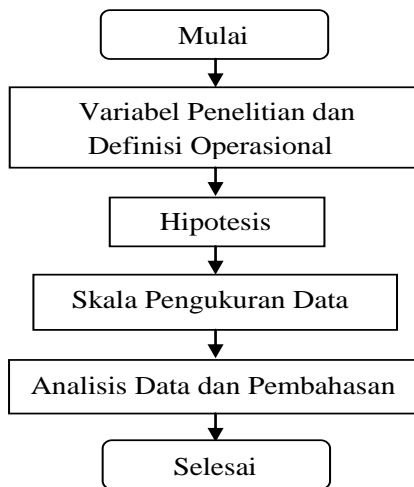 Mulai
Variabel Penelitian dan
Definisi Operasional
Hipotesis
Skala Pengukuran Data
Analisis Data dan Pembahasan
Selesai